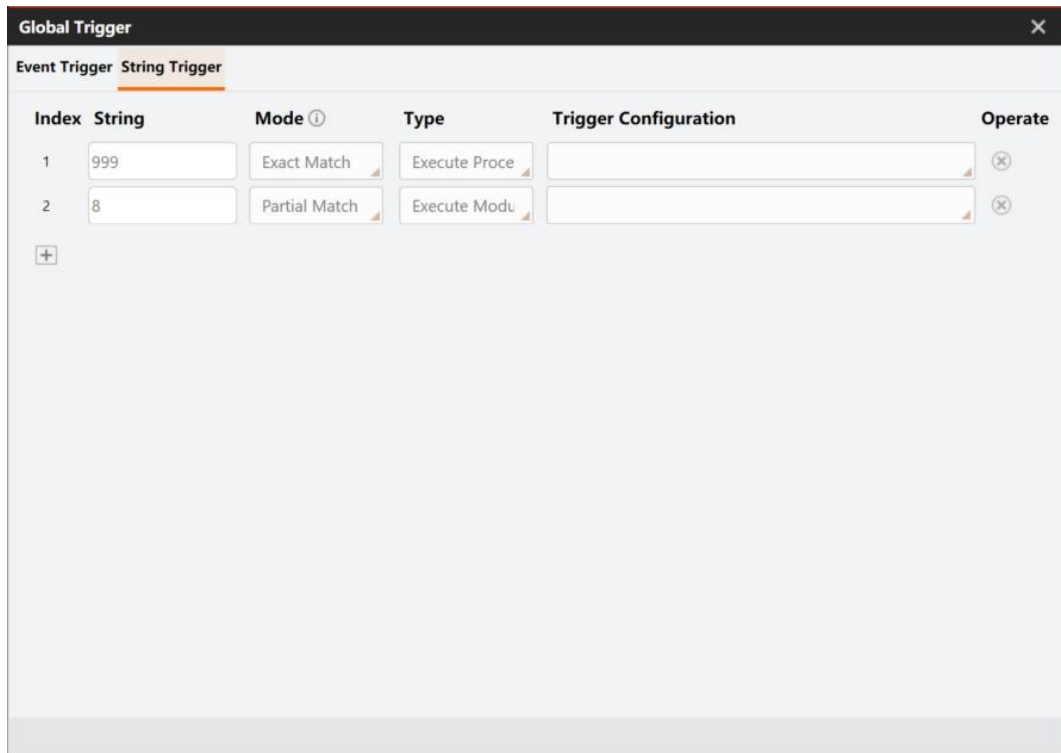 Global Trigger
Event Trigger String Trigger
Index String Mode Type Trigger Configuration Operate
1 999 Exact Match Execute Proce
2 8 Partial Match Execute Modu